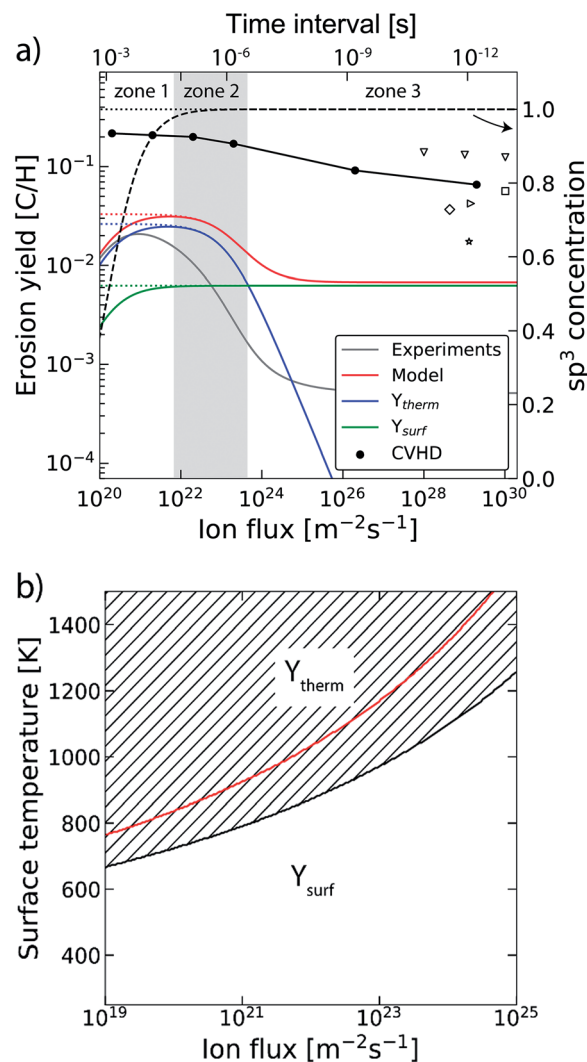 Time interval [s]
a)
10⁻³ 10⁻⁶ 10⁻⁹ 10⁻¹²
zone 1 zone 2 zone 3
Erosion yield [C/H]
10⁻¹
10⁻²
10⁻³
10⁻⁴
1.0
0.8
0.6
0.4
0.2
0.0
sp³ concentration
Experiments
Model
Y_therm
Y_surf
CVHD
10²⁰ 10²² 10²⁴ 10²⁶ 10²⁸ 10³⁰
Ion flux [m⁻²s⁻¹]
b)
Surface temperature [K]
1400
1200
1000
800
600
400
Y_therm
Y_surf
10¹⁹ 10²¹ 10²³ 10²⁵
Ion flux [m⁻²s⁻¹]